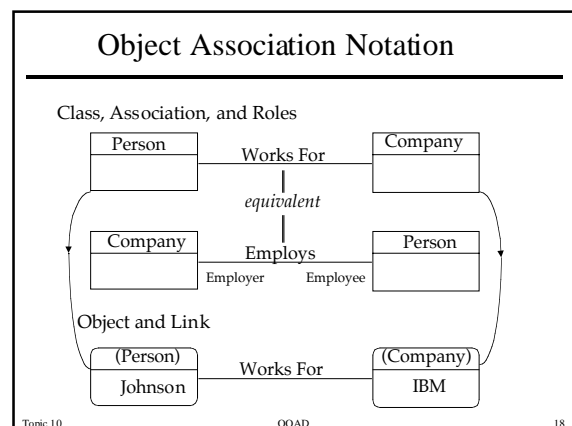 Object Association Notation
Class, Association, and Roles
Person Works For Company
equivalent
Company Employs Person
Employer Employee
Object and Link
(Person) Works For (Company)
Johnson IBM
Topic 10 OOAD 18